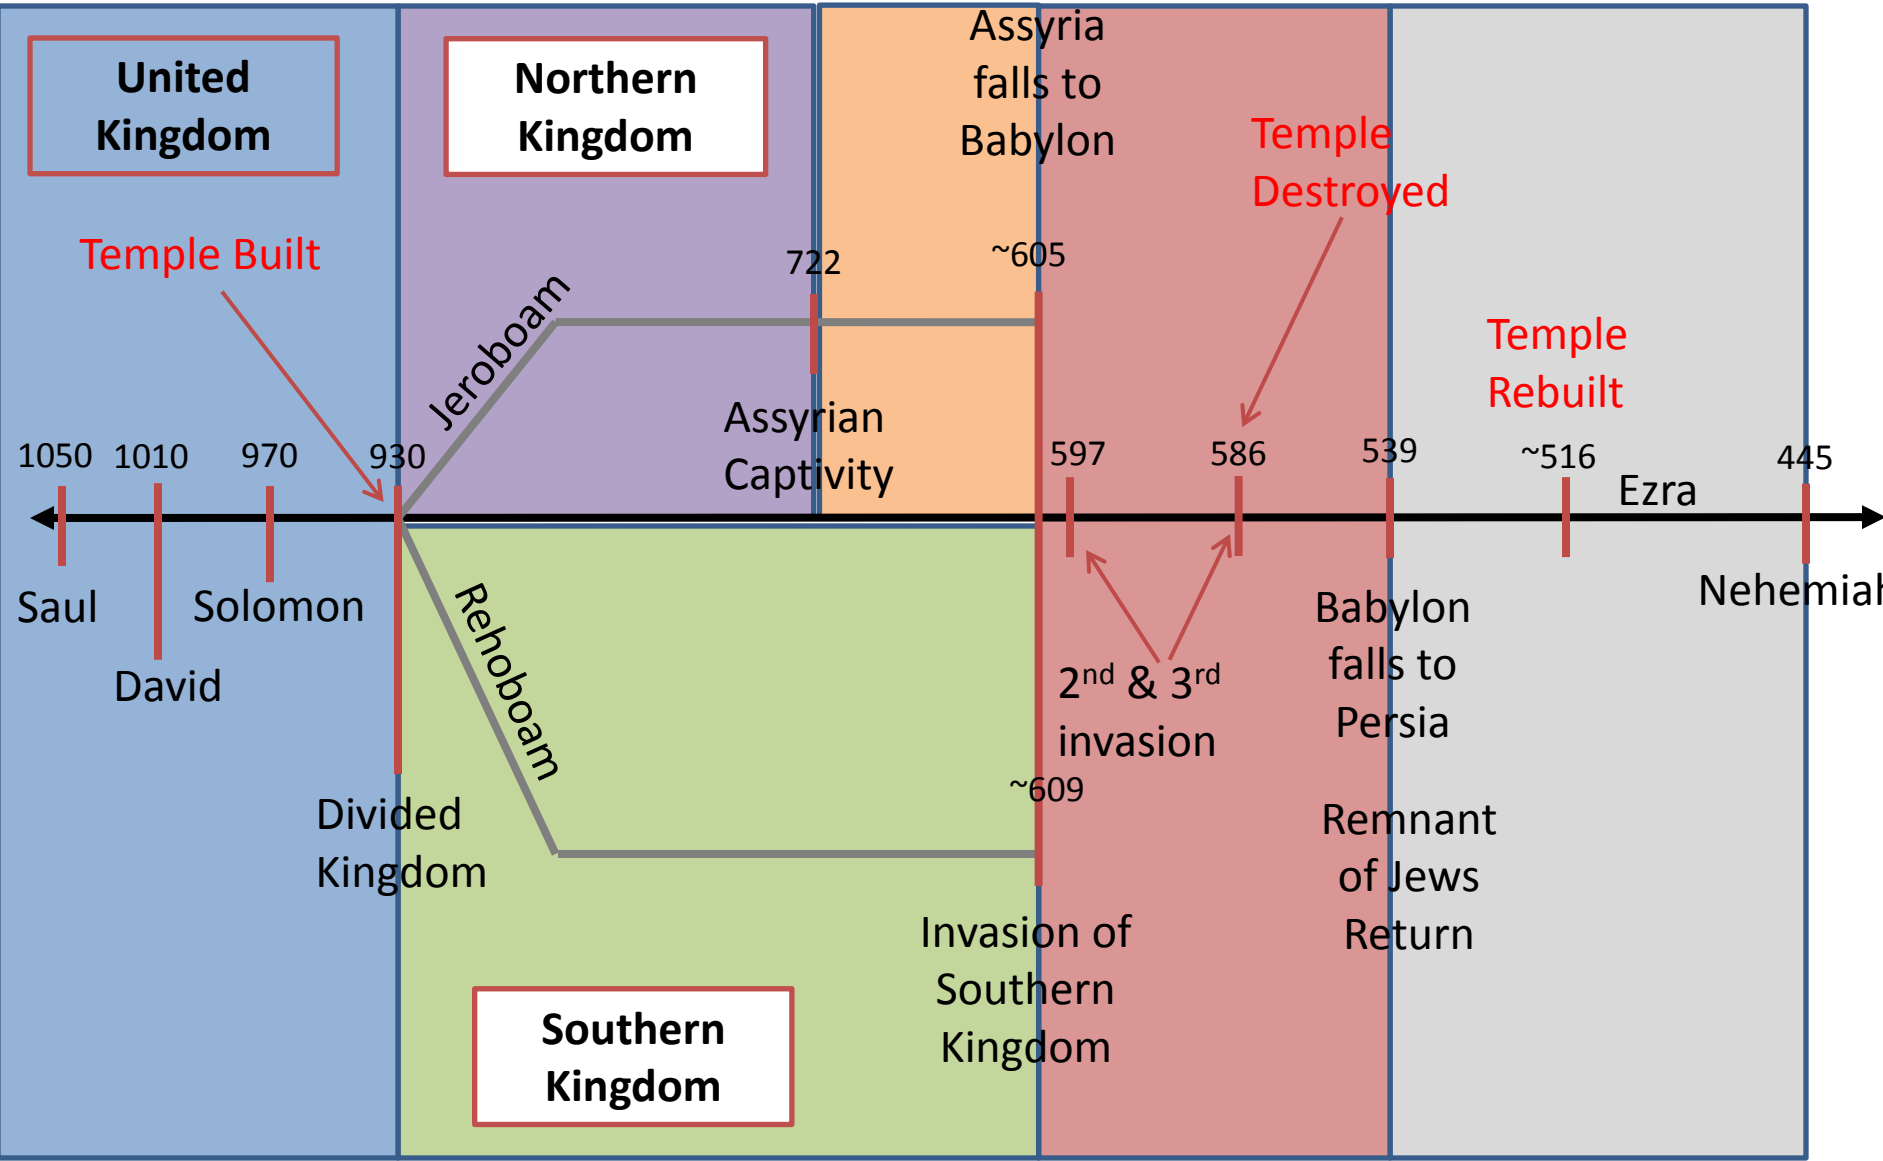 United
Kingdom
Northern
Kingdom
Assyria
falls to
Babylon
Temple
Destroyed
Temple Built
722
~605
Jeroboam
Temple
Rebuilt
Assyrian
Captivity
1050
1010
970
930
597
586
539
~516
Ezra
445
Saul
David
Solomon
Rehoboam
Divided
Kingdom
2nd & 3rd
invasion
~609
Babylon
falls to
Persia
Nehemiah
Remnant
of Jews
Return
Invasion of
Southern
Kingdom
Southern
Kingdom